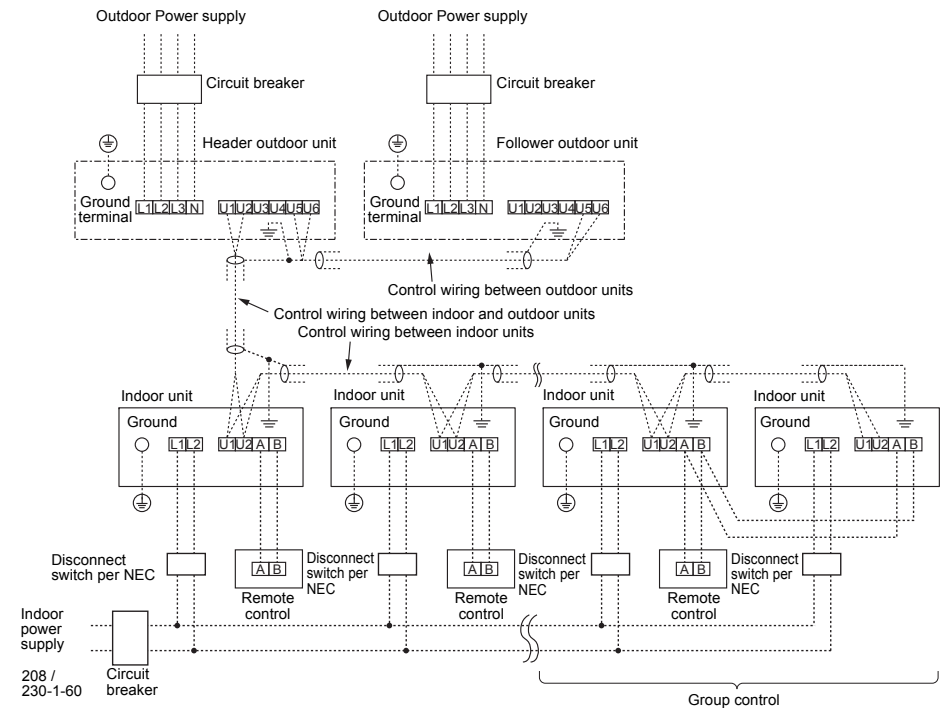 Outdoor Power supply
Outdoor Power supply
Circuit breaker
Circuit breaker
Header outdoor unit
Follower outdoor unit
Ground
terminal
L1 L2 L3 N
U1 U2 U3 U4 U5 U6
Ground
terminal
L1 L2 L3 N
U1 U2 U3 U4 U5 U6
Control wiring between outdoor units
Control wiring between indoor and outdoor units
Control wiring between indoor units
Indoor unit
Indoor unit
Indoor unit
Indoor unit
Ground
Ground
Ground
Ground
L1 L2
U1 U2 A B
L1 L2
U1 U2 A B
L1 L2
U1 U2 A B
L1 L2
U1 U2 A B
Disconnect
switch per NEC
A B
Remote
control
Disconnect
switch per
NEC
A B
Remote
control
Disconnect
switch per
NEC
A B
Remote
control
Disconnect
switch per
NEC
Indoor
power
supply
208 /
230-1-60
Circuit
breaker
Group control